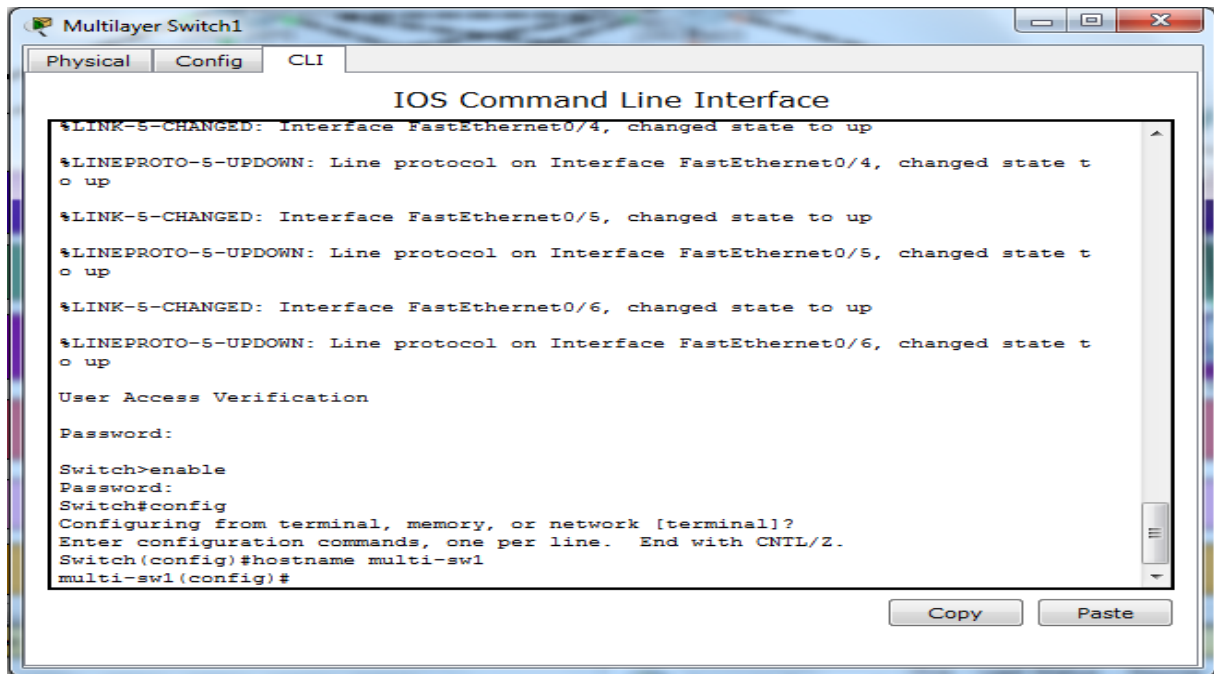 Multilayer Switch1
Physical Config CLI
IOS Command Line Interface
%LINK-5-CHANGED: Interface FastEthernet0/4, changed state to up
%LINEPROTO-5-UPDOWN: Line protocol on Interface FastEthernet0/4, changed state t
o up
%LINK-5-CHANGED: Interface FastEthernet0/5, changed state to up
%LINEPROTO-5-UPDOWN: Line protocol on Interface FastEthernet0/5, changed state t
o up
%LINK-5-CHANGED: Interface FastEthernet0/6, changed state to up
%LINEPROTO-5-UPDOWN: Line protocol on Interface FastEthernet0/6, changed state t
o up
User Access Verification
Password:
Switch>enable
Password:
Switch#config
Configuring from terminal, memory, or network [terminal]?
Enter configuration commands, one per line.  End with CNTL/Z.
Switch(config)#hostname multi-sw1
multi-sw1(config)#
Copy Paste